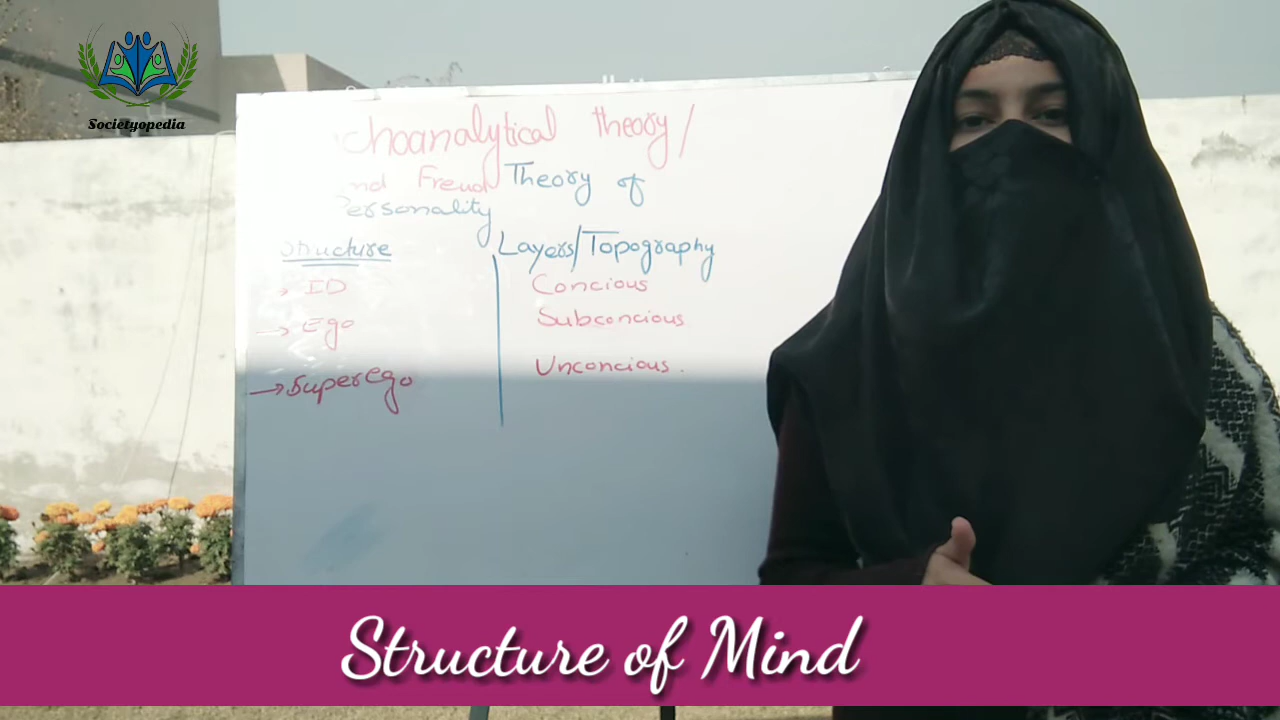 Societyopedia
choanalytical theory/
nd Freud Theory of
Personality
Structure
Layers/Topography
→ ID
Concious
→ Ego
Subconcious
→ Superego
Unconcious.
Structure of Mind